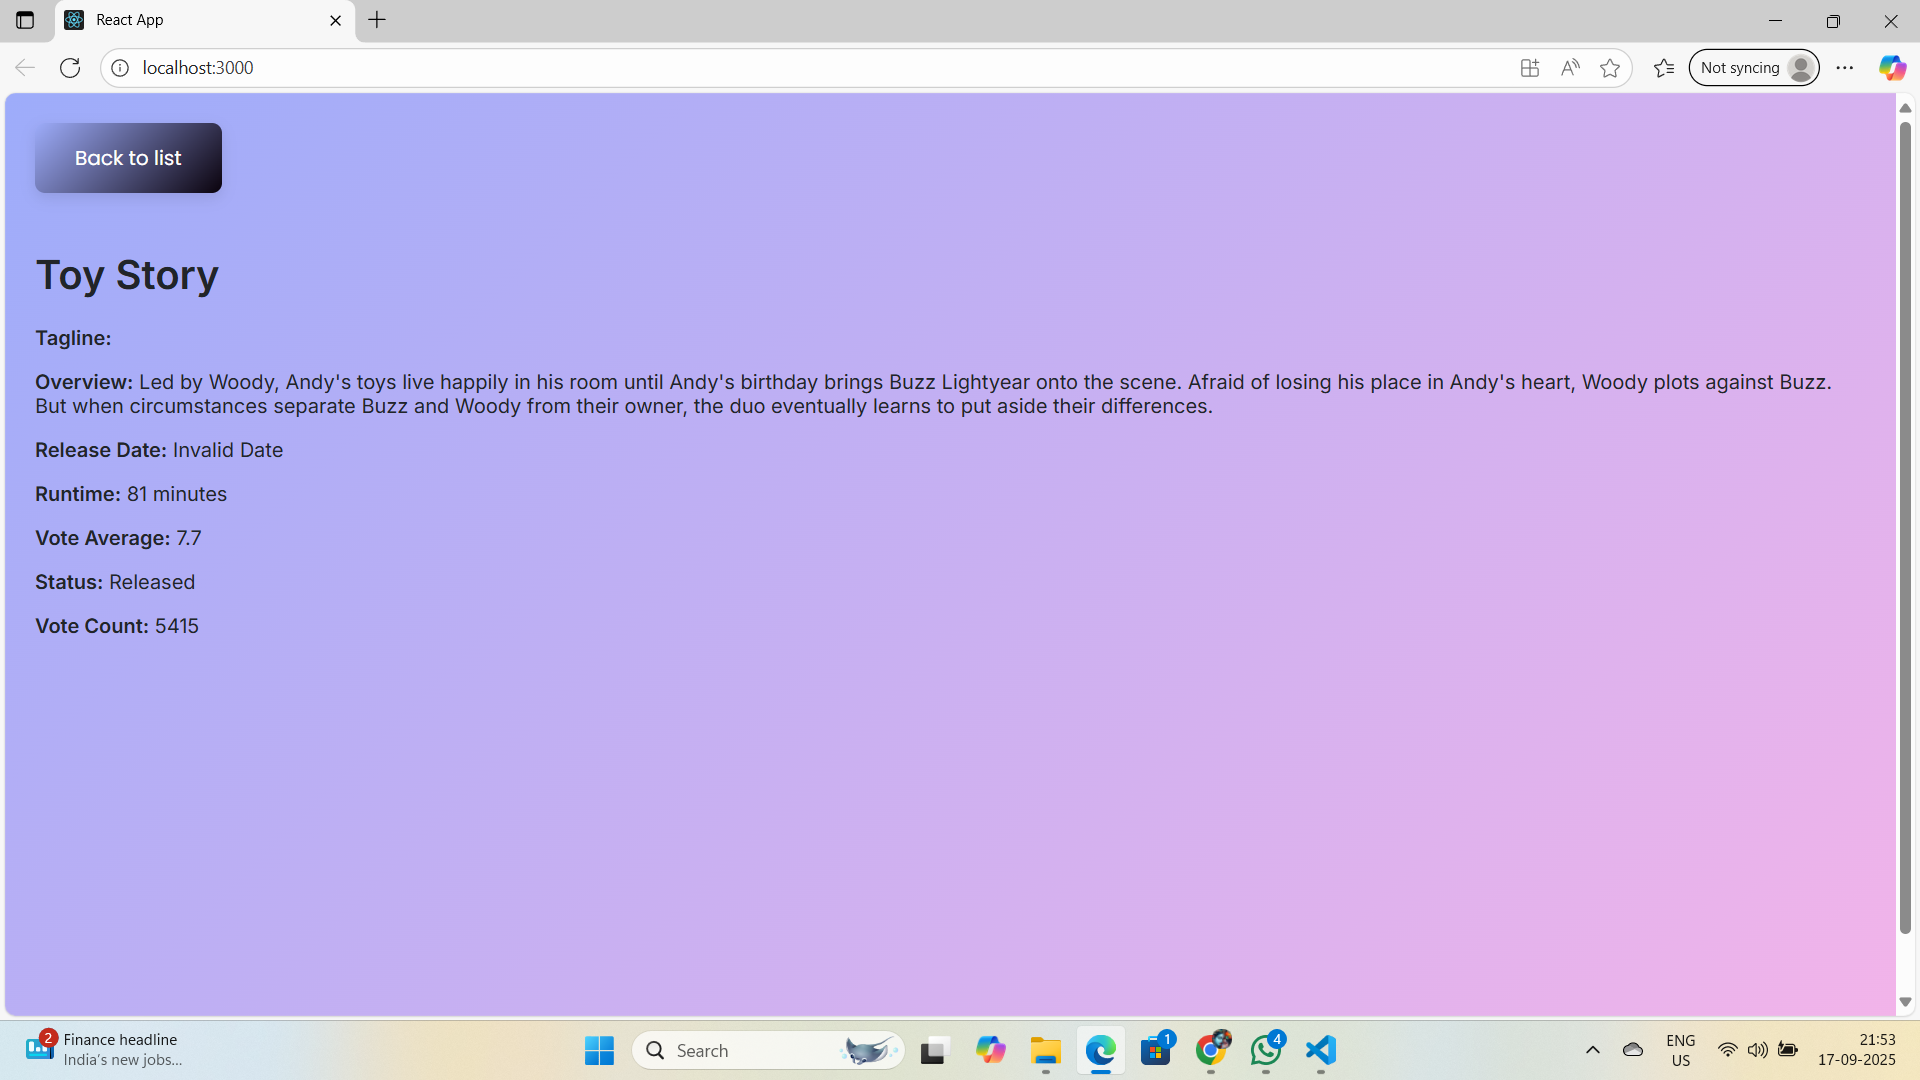 React App
localhost:3000
Not syncing
Back to list
Toy Story
Tagline:
Overview: Led by Woody, Andy's toys live happily in his room until Andy's birthday brings Buzz Lightyear onto the scene. Afraid of losing his place in Andy's heart, Woody plots against Buzz.
But when circumstances separate Buzz and Woody from their owner, the duo eventually learns to put aside their differences.
Release Date: Invalid Date
Runtime: 81 minutes
Vote Average: 7.7
Status: Released
Vote Count: 5415
2
Finance headline
India's new jobs...
Search
1
4
ENG
US
21:53
17-09-2025